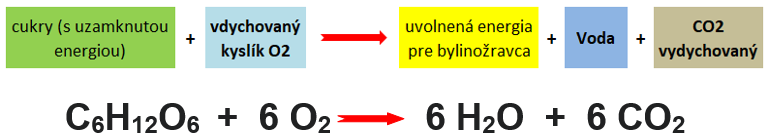 cukry (s uzamknutou energiou) + vdychovaný kyslík O2 uvolnená energia pre bylinožravca + Voda + CO2 vydychovaný
C₆H₁₂O₆ + 6 O₂ 6 H₂O + 6 CO₂